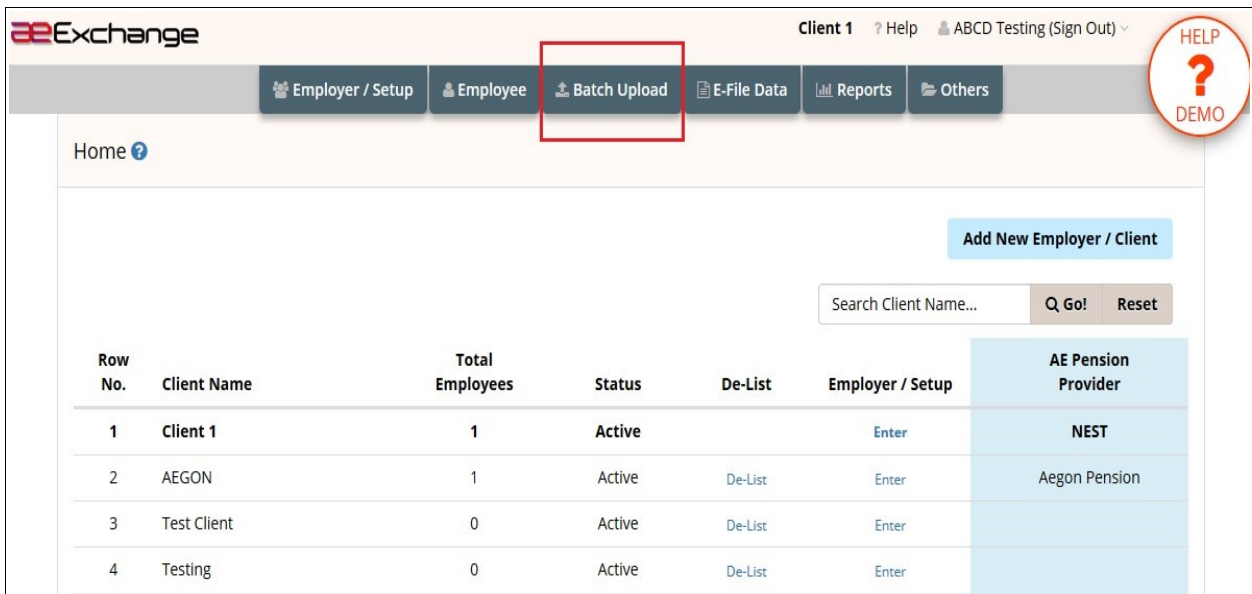 aeExchange
Client 1 ? Help ABCD Testing (Sign Out)
HELP
?
DEMO
Employer / Setup Employee Batch Upload E-File Data Reports Others
Home ?
Add New Employer / Client
Search Client Name... Go! Reset
Row No. Client Name Total Employees Status De-List Employer / Setup AE Pension Provider
1 Client 1 1 Active Enter NEST
2 AEGON 1 Active De-List Enter Aegon Pension
3 Test Client 0 Active De-List Enter
4 Testing 0 Active De-List Enter